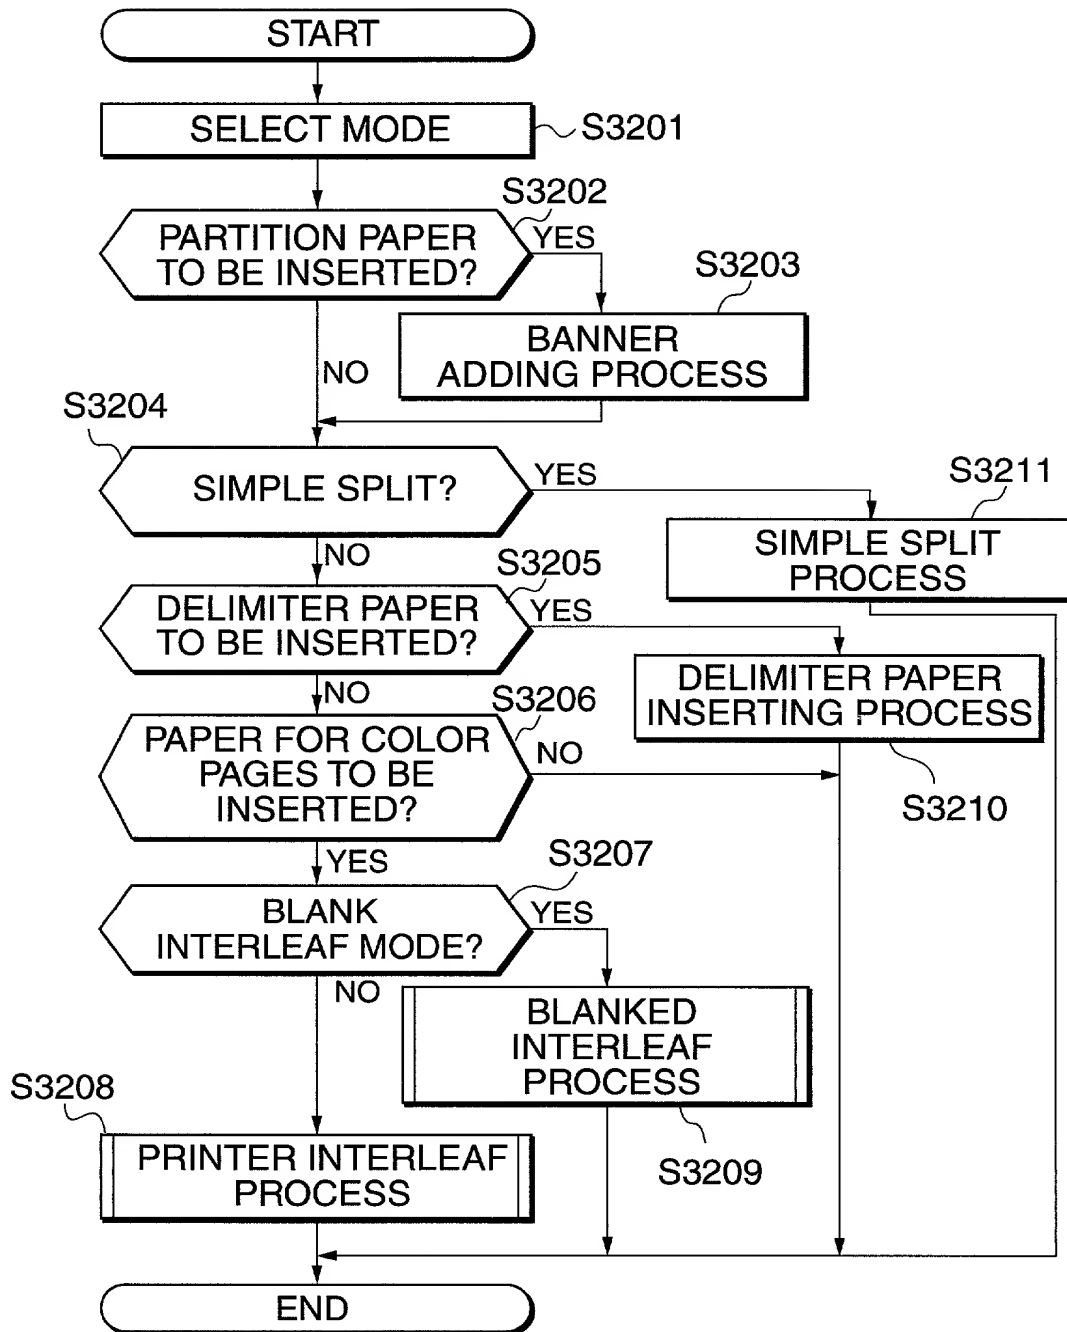 START
SELECT MODE
S3201
S3202
PARTITION PAPER
TO BE INSERTED?
YES
S3203
BANNER
ADDING PROCESS
NO
S3204
SIMPLE SPLIT?
YES
S3211
SIMPLE SPLIT
PROCESS
NO
S3205
DELIMITER PAPER
TO BE INSERTED?
YES
DELIMITER PAPER
INSERTING PROCESS
S3210
NO
S3206
PAPER FOR COLOR
PAGES TO BE
INSERTED?
NO
YES
S3207
BLANK
INTERLEAF MODE?
YES
NO
BLANKED
INTERLEAF
PROCESS
S3209
S3208
PRINTER INTERLEAF
PROCESS
END